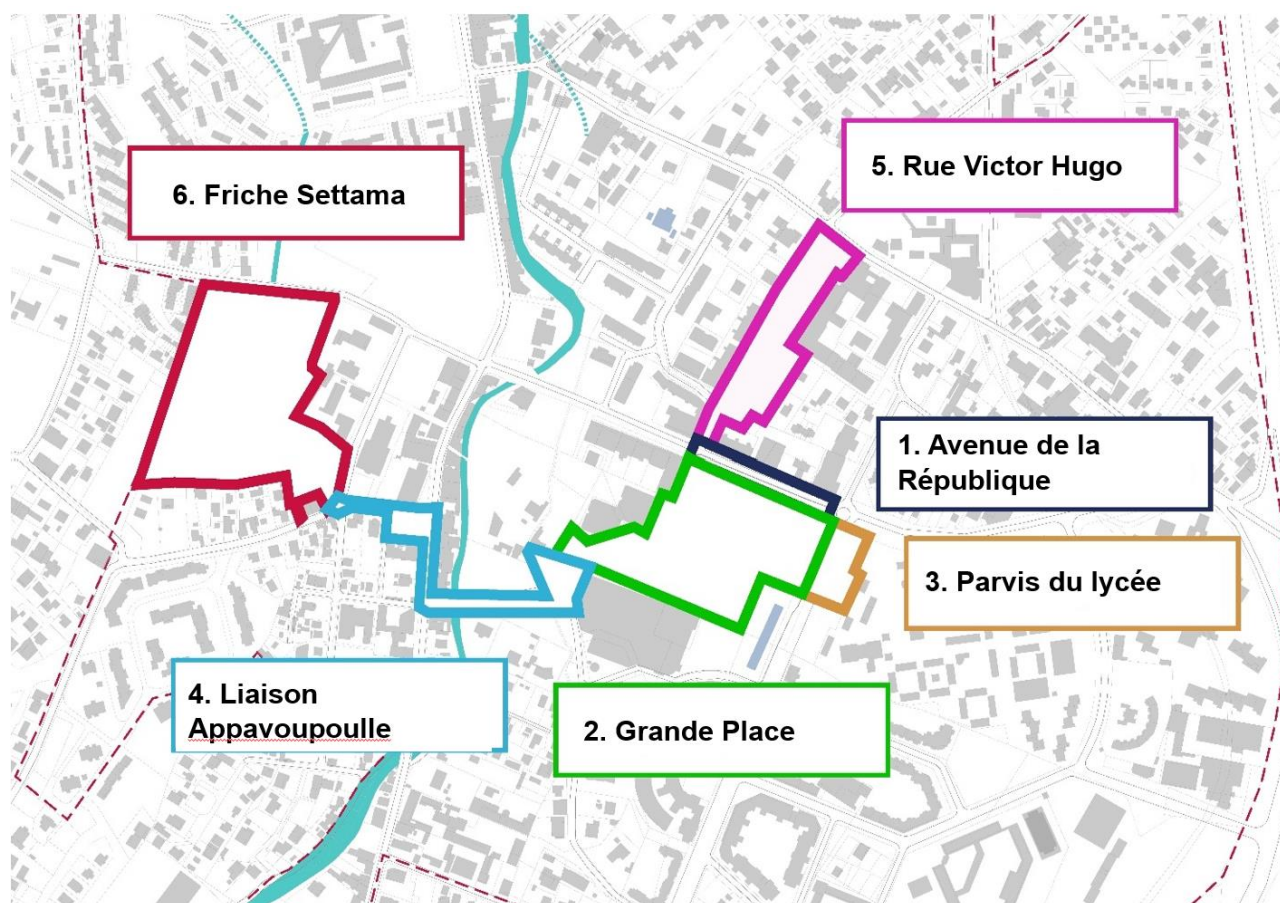 5. Rue Victor Hugo
6. Friche Settama
1. Avenue de la
République
3. Parvis du lycée
4. Liaison
Appavoupoulle
2. Grande Place